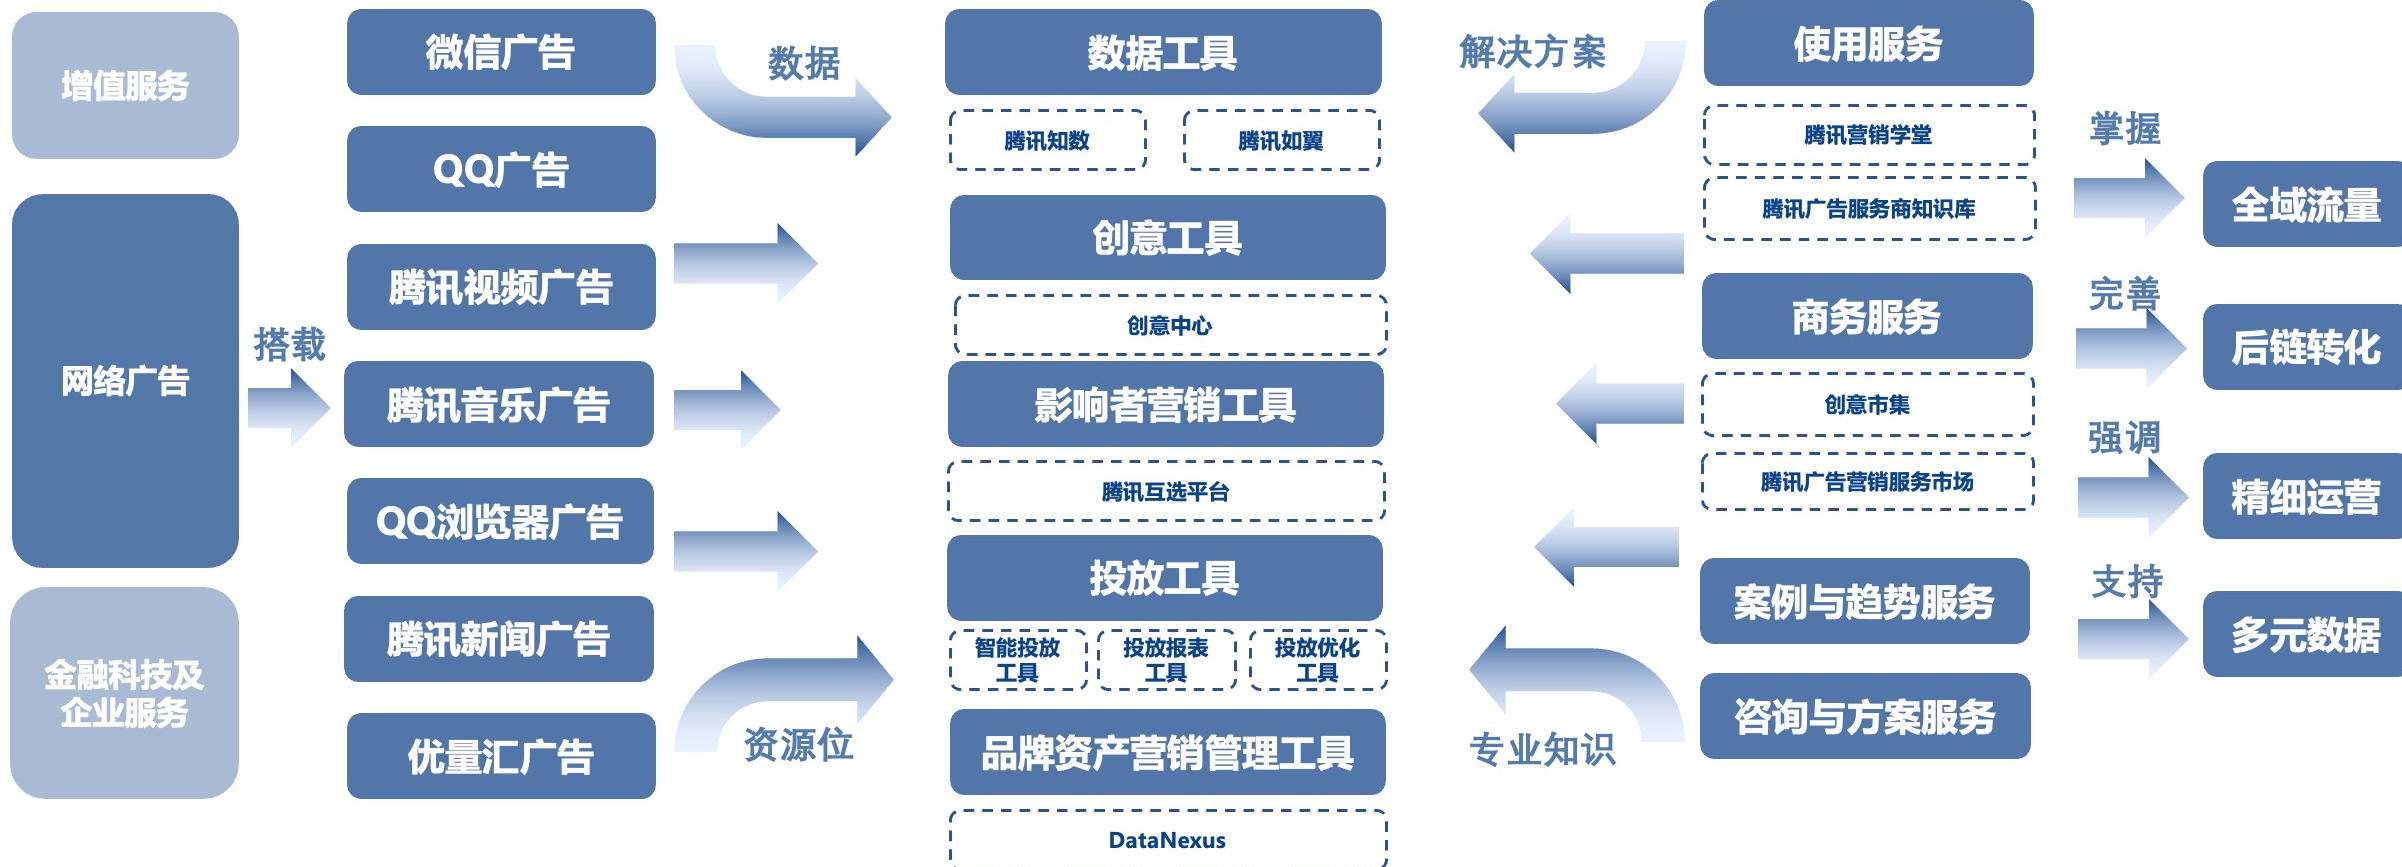 增值服务
网络广告
金融科技及
企业服务
搭载
微信广告
QQ广告
腾讯视频广告
腾讯音乐广告
QQ浏览器广告
腾讯新闻广告
优量汇广告
数据
资源位
数据工具
腾讯知数
腾讯如翼
创意工具
创意中心
影响者营销工具
腾讯互选平台
投放工具
智能投放
工具
投放报表
工具
投放优化
工具
品牌资产营销管理工具
DataNexus
解决方案
专业知识
使用服务
腾讯营销学堂
腾讯广告服务商知识库
商务服务
创意市集
腾讯广告营销服务市场
案例与趋势服务
咨询与方案服务
掌握
完善
强调
支持
全域流量
后链转化
精细运营
多元数据